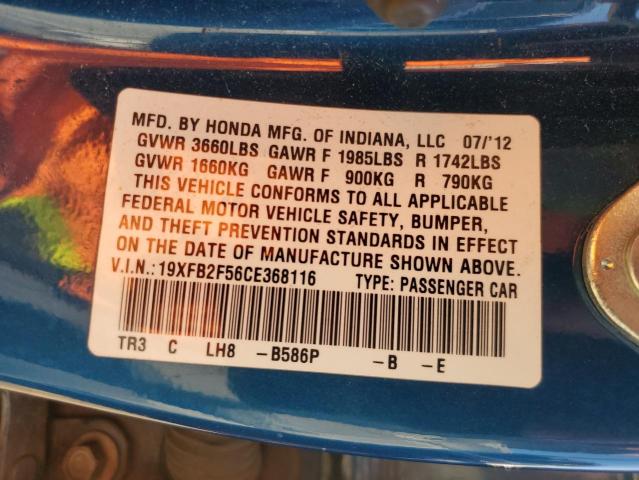 MFD. BY HONDA MFG. OF INDIANA, LLC 07/'12
GVWR 3660LBS GAWR F 1985LBS R 1742LBS
GVWR 1660KG GAWR F 900KG R 790KG
THIS VEHICLE CONFORMS TO ALL APPLICABLE
FEDERAL MOTOR VEHICLE SAFETY, BUMPER,
AND THEFT PREVENTION STANDARDS IN EFFECT
ON THE DATE OF MANUFACTURE SHOWN ABOVE.
V.I.N.:19XFB2F56CE368116 TYPE: PASSENGER CAR
TR3 C LH8 -B586P -B -E